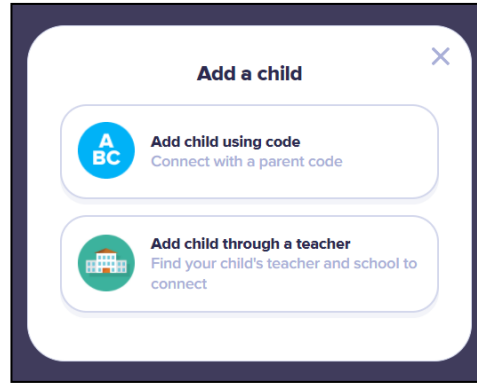 Add a child
A
BC
Add child using code
Connect with a parent code
Add child through a teacher
Find your child's teacher and school to
connect